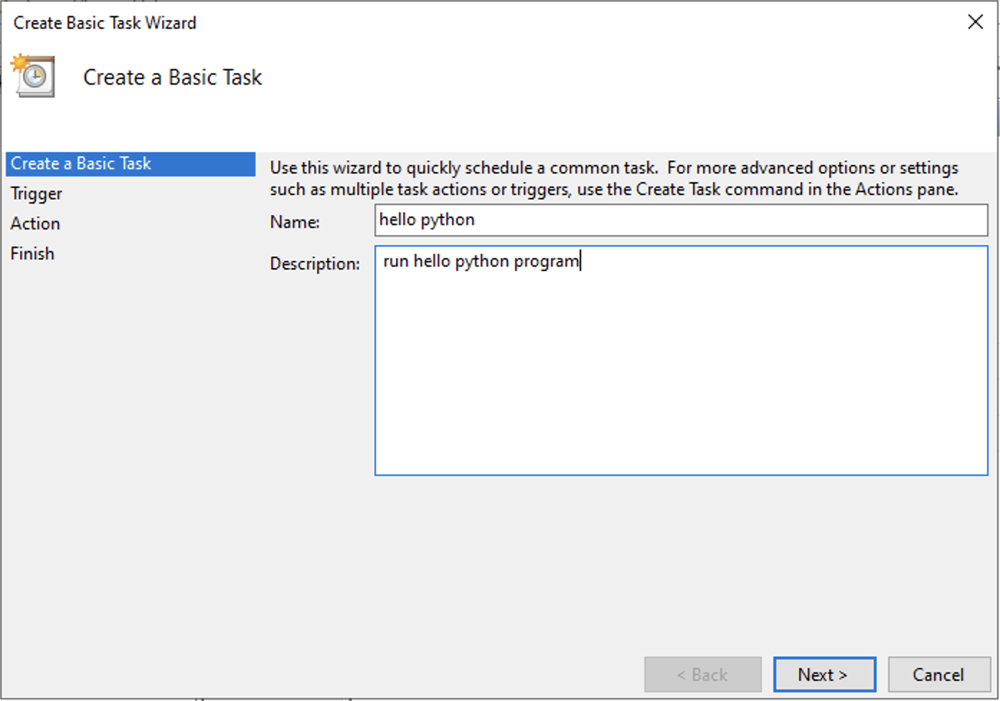 Create Basic Task Wizard
Create a Basic Task
Create a Basic Task
Trigger
Action
Finish
Use this wizard to quickly schedule a common task.  For more advanced options or settings
such as multiple task actions or triggers, use the Create Task command in the Actions pane.
Name: hello python
Description: run hello python program
< Back Next > Cancel